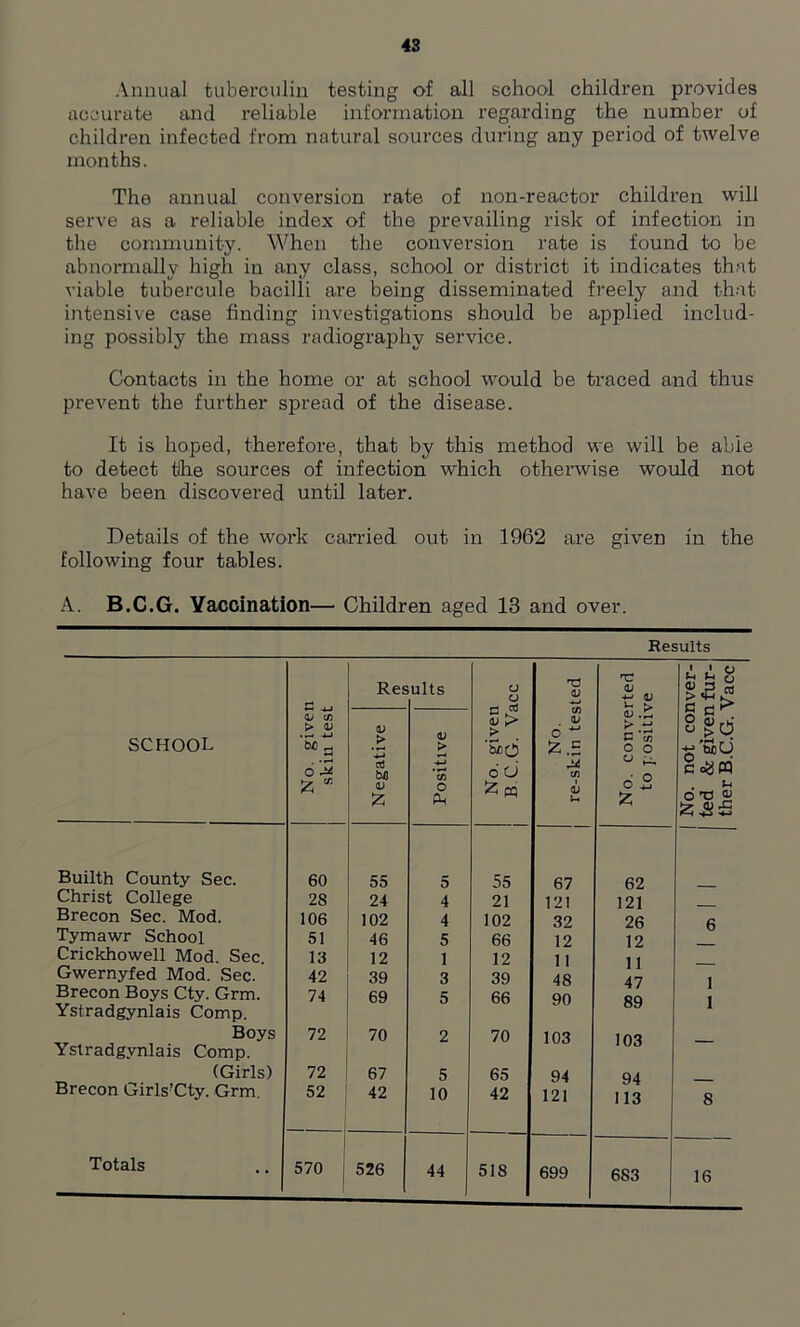 43
Annual tuberculin testing of all school children provides
accurate and reliable information regarding the number of
children infected from natural sources during any period of twelve
months.
The annual conversion rate of non-reactor children will
serve as a reliable index of the prevailing risk of infection in
the community. When the conversion rate is found to be
abnormally high in any class, school or district it indicates that
viable tubercule bacilli are being disseminated freely and that
intensive case finding investigations should be applied includ-
ing possibly the mass radiography service.
Contacts in the home or at school would be traced and thus
prevent the further spread of the disease.
It is hoped, therefore, that by this method we will be able
to detect the sources of infection which otherwise would not
have been discovered until later.
Details of the work carried out in 1962 are given in the
following four tables.
A. B.C.G. Vaccination— Children aged 13 and over.
Results
SCHOOL
No. given
skin test
Results
Negative
Positive
No. given
B.C.G. Vacc
No.
re-skin tested
No. converted
to positive
No. not conver-
ted & given fur-
ther B.C.G. Vacc
Builth County Sec. 60 55 5 55 67 62 —
Christ College 28 24 4 21 121 121 —
Brecon Sec. Mod. 106 102 4 102 32 26 6
Tymawr School 51 46 5 66 12 12 —
Crickhowell Mod. Sec. 13 12 1 12 11 11 —
Gwernyfed Mod. Sec. 42 39 3 39 48 47 1
Brecon Boys Cty. Grm. 74 69 5 66 90 89 1
Ystradgynlais Comp.
Boys 72 70 2 70 103 103 —
Ystradgynlais Comp.
(Girls) 72 67 5 65 94 94 —
Brecon Girls'Cty. Grm. 52 42 10 42 121 113 8
Totals .. 570 526 44 518 699 683 16